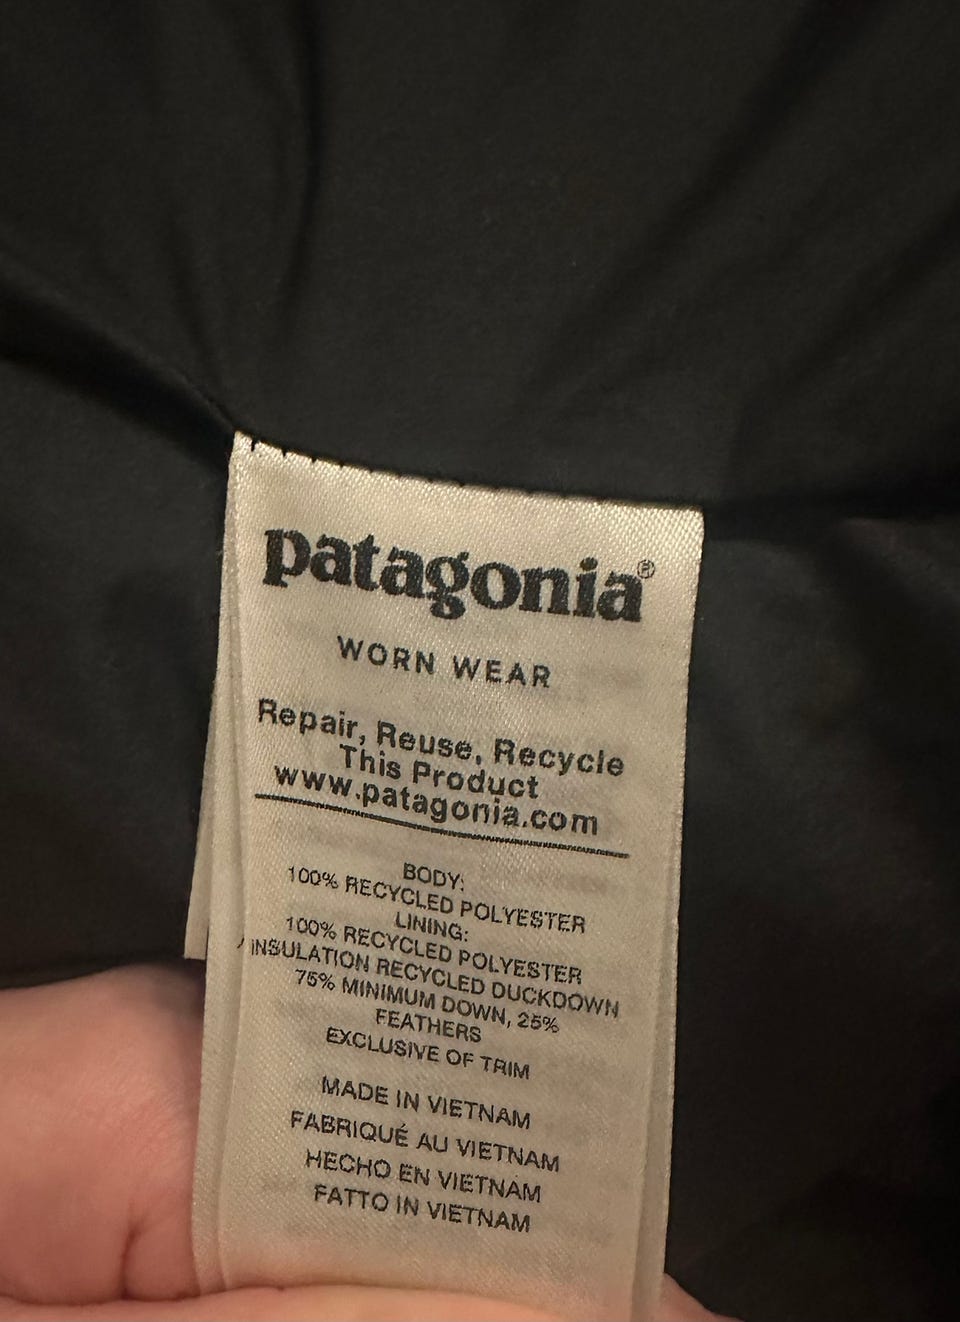 patagonia®
WORN WEAR
Repair, Reuse, Recycle
This Product
www.patagonia.com
BODY:
100% RECYCLED POLYESTER
LINING:
100% RECYCLED POLYESTER
INSULATION RECYCLED DUCKDOWN
75% MINIMUM DOWN, 25%
FEATHERS
EXCLUSIVE OF TRIM
MADE IN VIETNAM
FABRIQUÉ AU VIETNAM
HECHO EN VIETNAM
FATTO IN VIETNAM